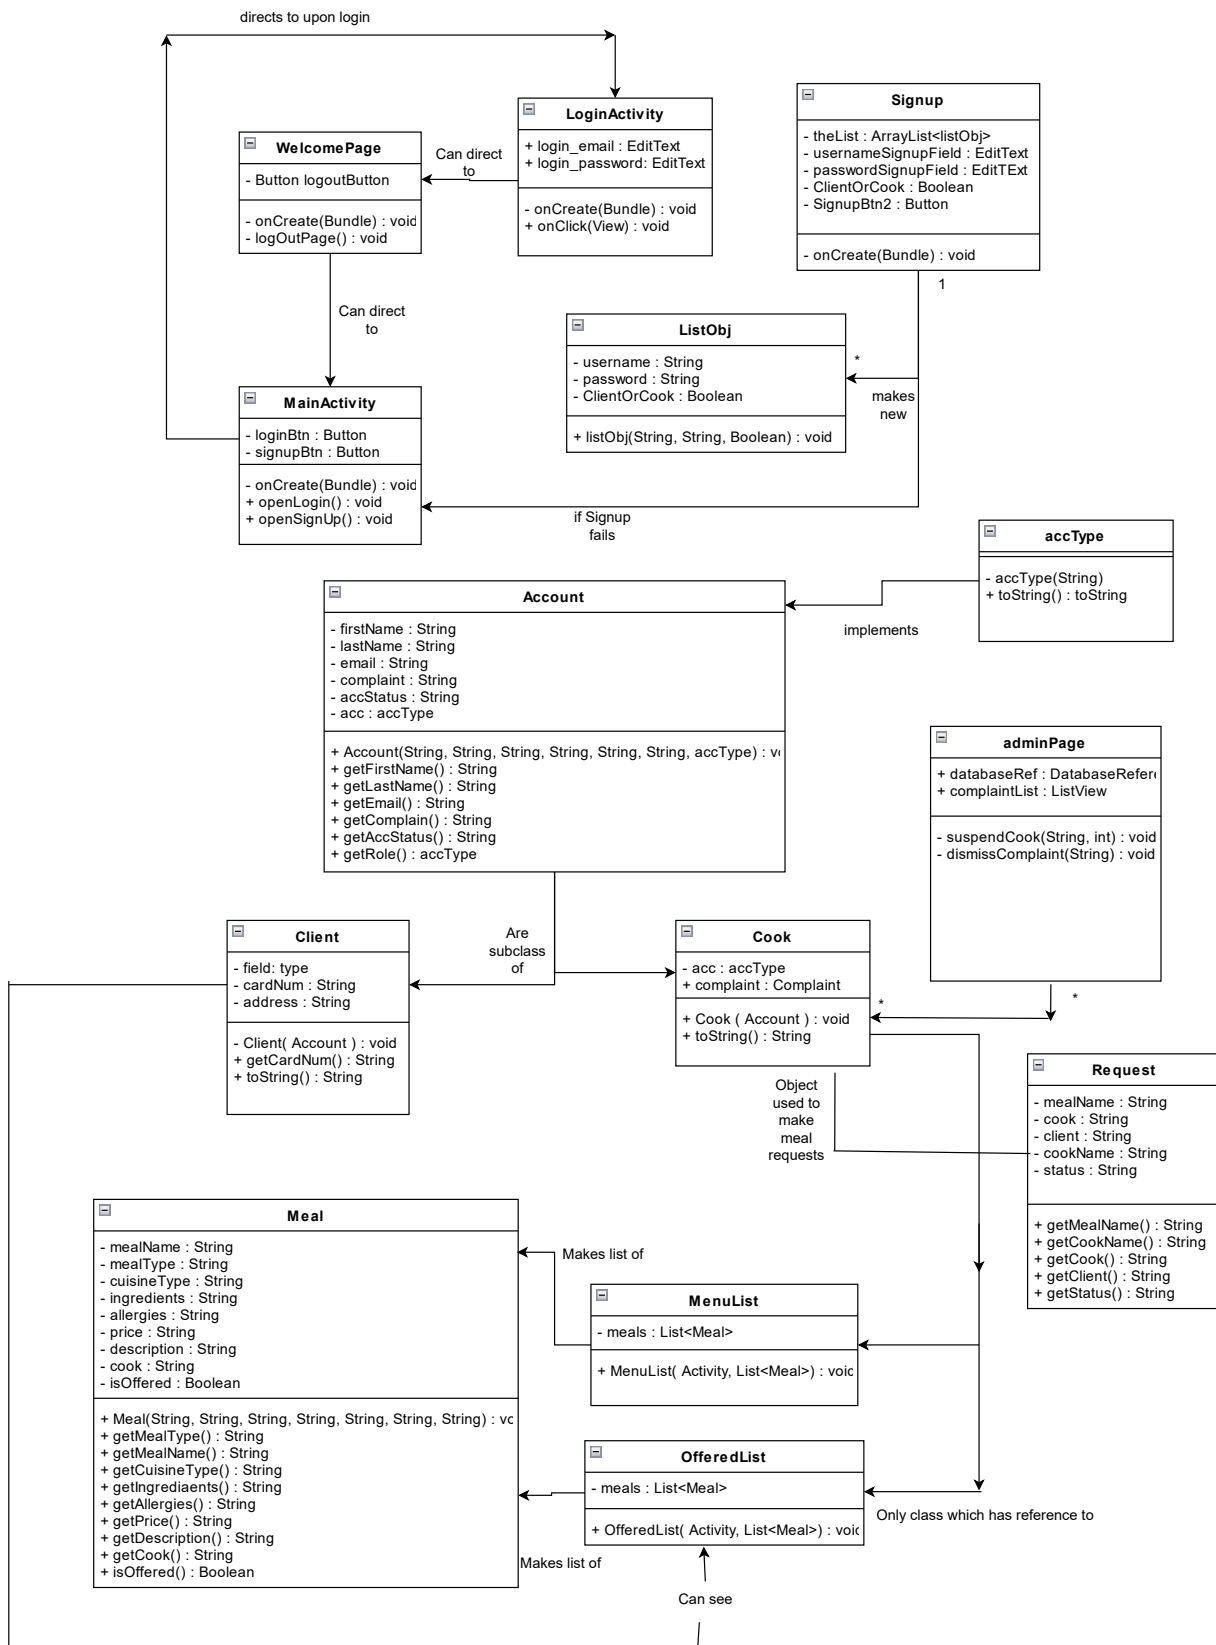 directs to upon login
LoginActivity
+ login_email : EditText
+ login_password: EditText
- onCreate(Bundle) : void
+ onClick(View) : void
Signup
- theList : ArrayList<listObj>
- usernameSignupField : EditText
- passwordSignupField : EditTExt
- ClientOrCook : Boolean
- SignupBtn2 : Button
- onCreate(Bundle) : void
WelcomePage
- Button logoutButton
- onCreate(Bundle) : void
- logOutPage() : void
Can direct
to
1
Can direct
to
ListObj
- username : String
- password : String
- ClientOrCook : Boolean
+ listObj(String, String, Boolean) : void
*
makes
new
MainActivity
- loginBtn : Button
- signupBtn : Button
- onCreate(Bundle) : void
+ openLogin() : void
+ openSignUp() : void
if Signup
fails
accType
- accType(String)
+ toString() : toString
implements
Account
- firstName : String
- lastName : String
- email : String
- complaint : String
- accStatus : String
- acc : accType
+ Account(String, String, String, String, String, String, accType) : vo
+ getFirstName() : String
+ getLastName() : String
+ getEmail() : String
+ getComplain() : String
+ getAccStatus() : String
+ getRole() : accType
adminPage
+ databaseRef : DatabaseRefere
+ complaintList : ListView
- suspendCook(String, int) : void
- dismissComplaint(String) : void
Are
subclass
of
Client
- field: type
- cardNum : String
- address : String
- Client( Account ) : void
+ getCardNum() : String
+ toString() : String
Cook
- acc : accType
+ complaint : Complaint
+ Cook ( Account ) : void
+ toString() : String
*
*
Object
used to
make
meal
requests
Request
- mealName : String
- cook : String
- client : String
- cookName : String
- status : String
+ getMealName() : String
+ getCookName() : String
+ getCook() : String
+ getClient() : String
+ getStatus() : String
Meal
- mealName : String
- mealType : String
- cuisineType : String
- ingredients : String
- allergies : String
- price : String
- description : String
- cook : String
- isOffered : Boolean
+ Meal(String, String, String, String, String, String, String) : vo
+ getMealType() : String
+ getMealName() : String
+ getCuisineType() : String
+ getIngrediaents() : String
+ getAllergies() : String
+ getPrice() : String
+ getDescription() : String
+ getCook() : String
+ isOffered() : Boolean
Makes list of
MenuList
- meals : List<Meal>
+ MenuList( Activity, List<Meal>) : void
OfferedList
- meals : List<Meal>
+ OfferedList( Activity, List<Meal>) : void
Only class which has reference to
Makes list of
Can see